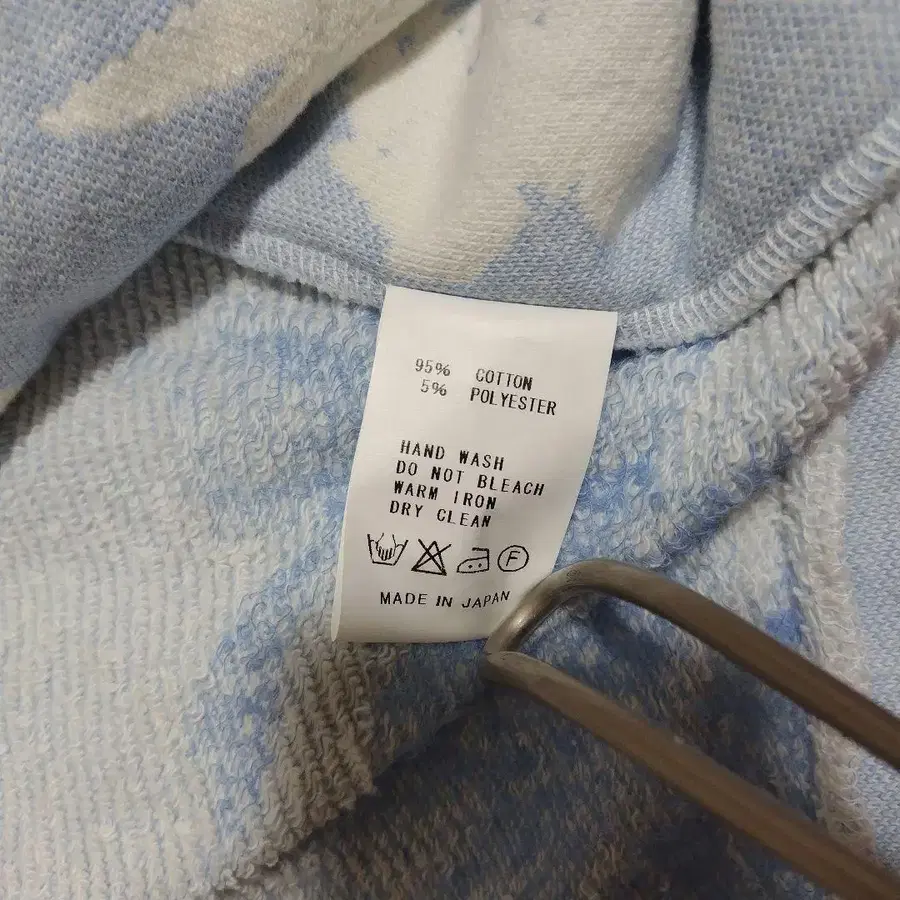 95% COTTON
5% POLYESTER
HAND WASH
DO NOT BLEACH
WARM IRON
DRY CLEAN
F
MADE IN JAPAN